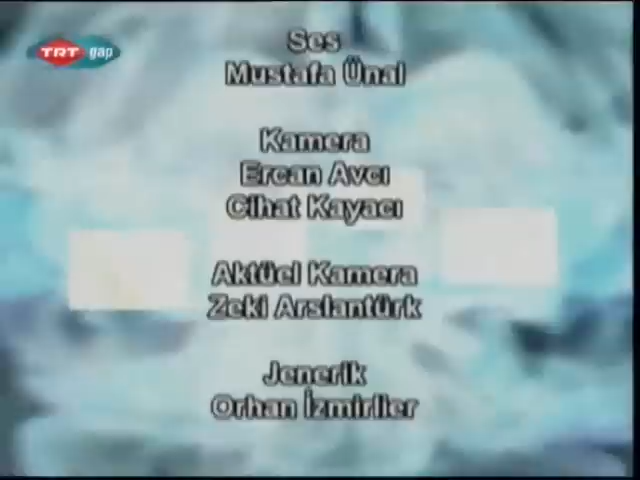 TRT gap
Ses
Mustafa Ünal
Kamera
Ercan Avcı
Cihat Kayacı
Aktüel Kamera
Zeki Arslantürk
Jenerik
Orhan İzmirliler